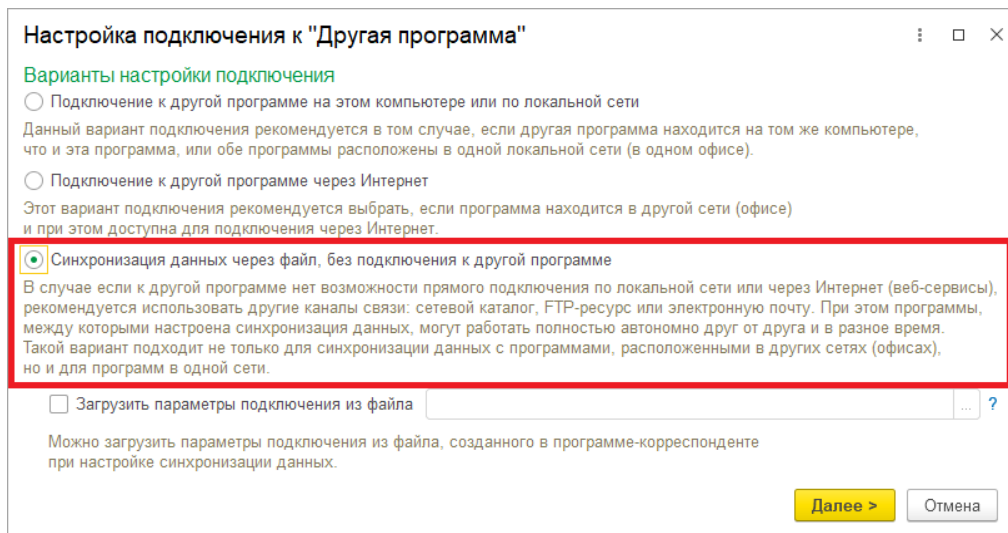 Настройка подключения к "Другая программа"
Варианты настройки подключения
Подключение к другой программе на этом компьютере или по локальной сети
Данный вариант подключения рекомендуется в том случае, если другая программа находится на том же компьютере,
что и эта программа, или обе программы расположены в одной локальной сети (в одном офисе).
Подключение к другой программе через Интернет
Этот вариант подключения рекомендуется выбрать, если программа находится в другой сети (офисе)
и при этом доступна для подключения через Интернет.
Синхронизация данных через файл, без подключения к другой программе
В случае если к другой программе нет возможности прямого подключения по локальной сети или через Интернет (веб-сервисы),
рекомендуется использовать другие каналы связи: сетевой каталог, FTP-ресурс или электронную почту. При этом программы,
между которыми настроена синхронизация данных, могут работать полностью автономно друг от друга и в разное время.
Такой вариант подходит не только для синхронизации данных с программами, расположенными в других сетях (офисах),
но и для программ в одной сети.
Загрузить параметры подключения из файла ... ?
Можно загрузить параметры подключения из файла, созданного в программе-корреспонденте
при настройке синхронизации данных.
Далее > Отмена